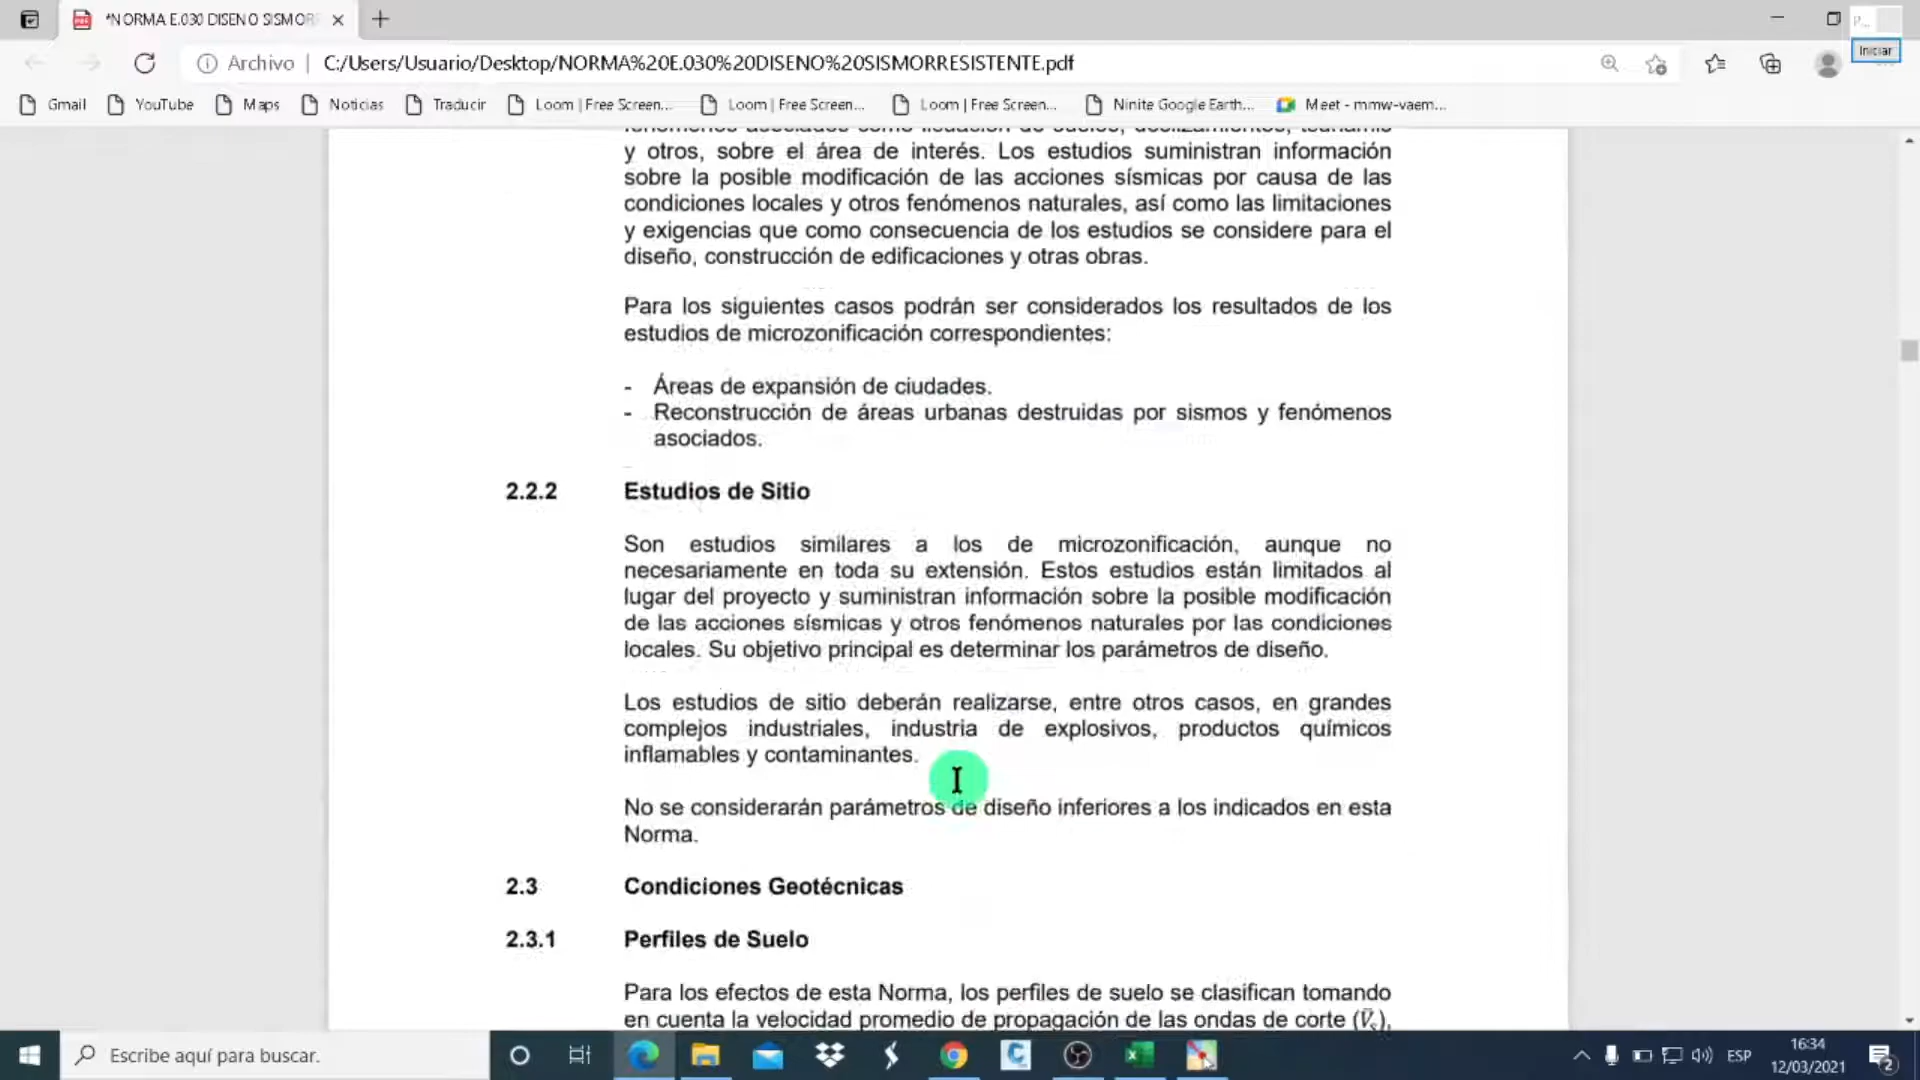 *NORMA E.030 DISENO SISMOR
P...
Iniciar
Archivo | C:/Users/Usuario/Desktop/NORMA%20E.030%20DISENO%20SISMORRESISTENTE.pdf
Gmail YouTube Maps Noticias Traducir Loom | Free Screen... Loom | Free Screen... Loom | Free Screen... Ninite Google Earth... Meet - mmw-vaem...
y otros, sobre el área de interés. Los estudios suministran información
sobre la posible modificación de las acciones sísmicas por causa de las
condiciones locales y otros fenómenos naturales, así como las limitaciones
y exigencias que como consecuencia de los estudios se considere para el
diseño, construcción de edificaciones y otras obras.
Para los siguientes casos podrán ser considerados los resultados de los
estudios de microzonificación correspondientes:
- Áreas de expansión de ciudades.
- Reconstrucción de áreas urbanas destruidas por sismos y fenómenos
asociados.
2.2.2 Estudios de Sitio
Son estudios similares a los de microzonificación, aunque no
necesariamente en toda su extensión. Estos estudios están limitados al
lugar del proyecto y suministran información sobre la posible modificación
de las acciones sísmicas y otros fenómenos naturales por las condiciones
locales. Su objetivo principal es determinar los parámetros de diseño.
Los estudios de sitio deberán realizarse, entre otros casos, en grandes
complejos industriales, industria de explosivos, productos químicos
inflamables y contaminantes.
No se considerarán parámetros de diseño inferiores a los indicados en esta
Norma.
2.3 Condiciones Geotécnicas
2.3.1 Perfiles de Suelo
Para los efectos de esta Norma, los perfiles de suelo se clasifican tomando
en cuenta la velocidad promedio de propagación de las ondas de corte (V̄s),
Escribe aquí para buscar.
ESP
16:34
12/03/2021
2